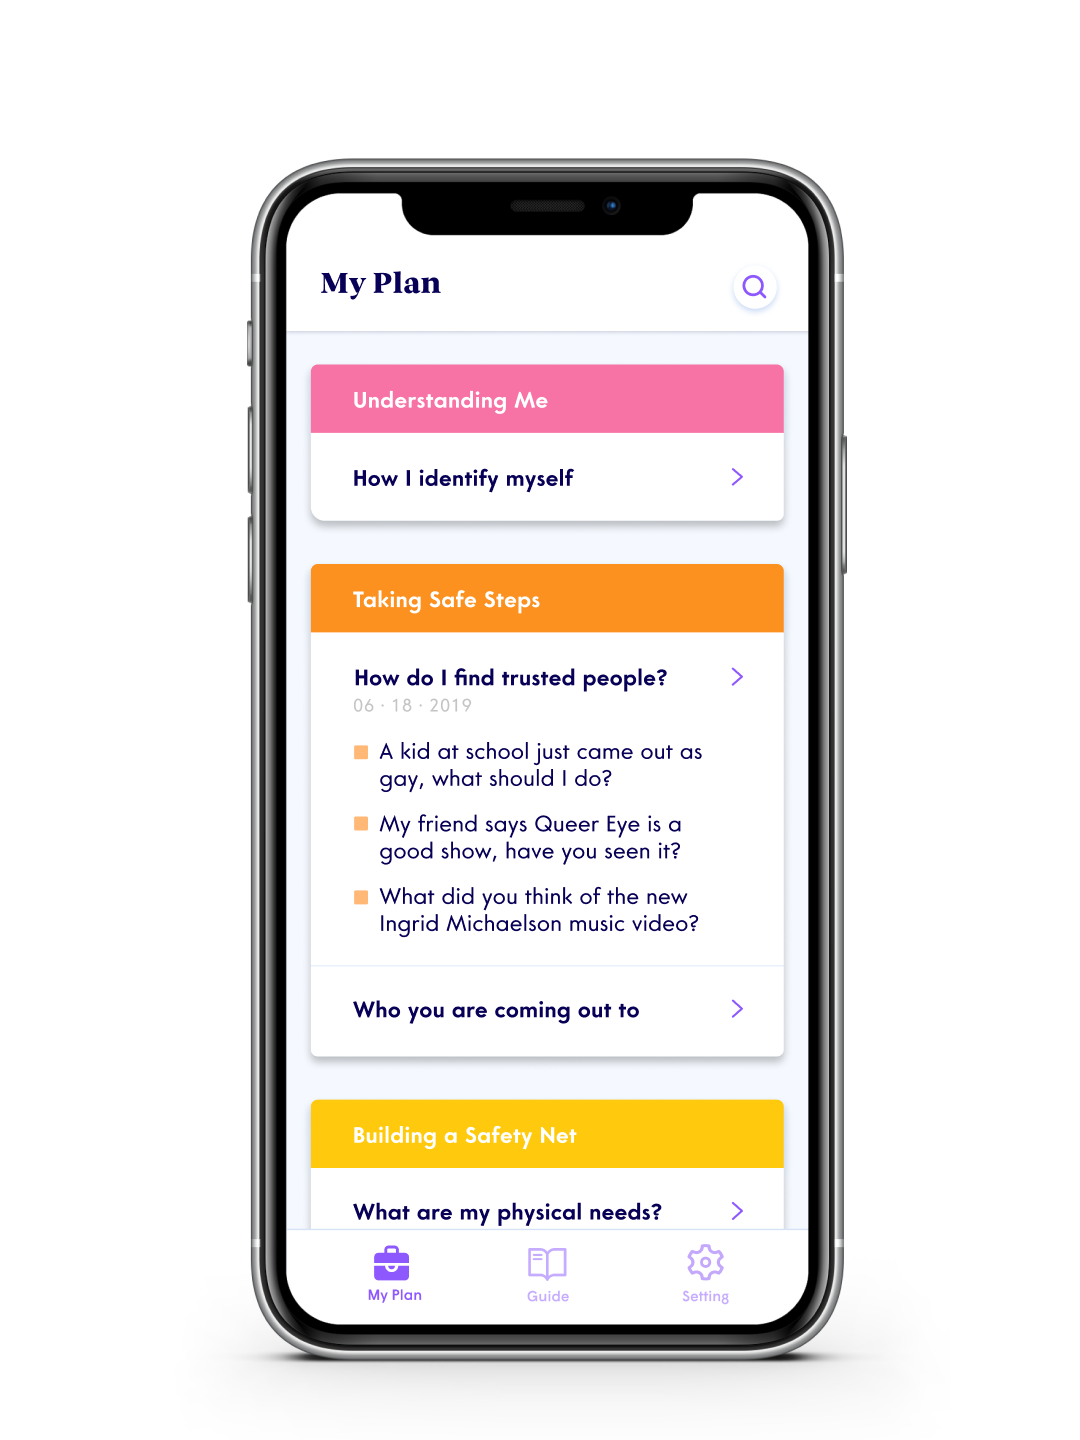 My Plan
Understanding Me
How I identify myself
Taking Safe Steps
How do I find trusted people?
06 · 18 · 2019
A kid at school just came out as
gay, what should I do?
My friend says Queer Eye is a
good show, have you seen it?
What did you think of the new
Ingrid Michaelson music video?
Who you are coming out to
Building a Safety Net
What are my physical needs?
My Plan
Guide
Setting